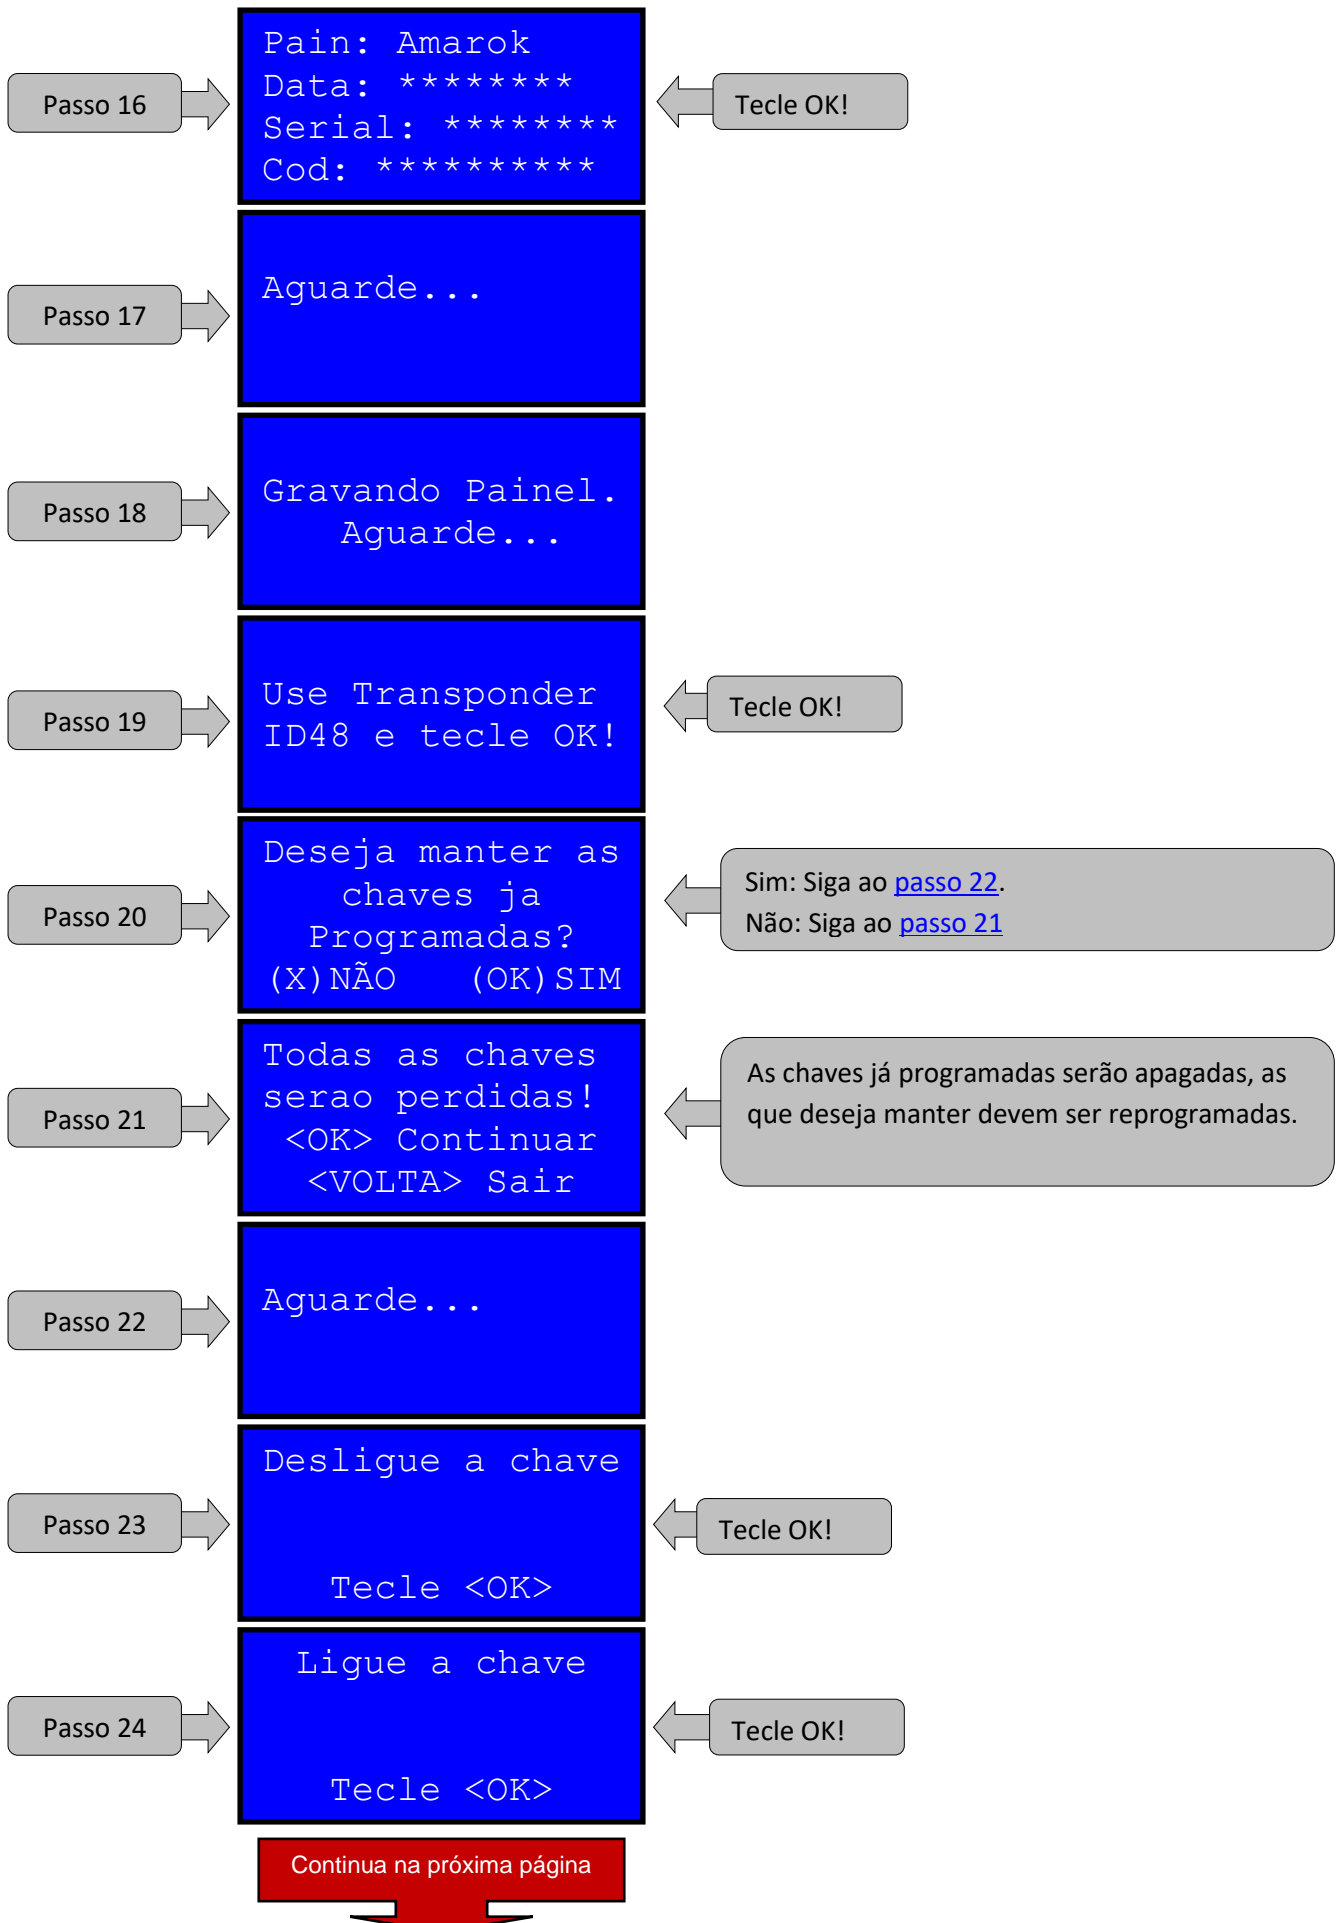 Passo 16
Pain: Amarok
Data: ********
Serial: ********
Cod: **********
Tecle OK!
Passo 17
Aguarde...
Passo 18
Gravando Painel.
Aguarde...
Passo 19
Use Transponder
ID48 e tecle OK!
Tecle OK!
Passo 20
Deseja manter as
chaves ja
Programadas?
(X)NÃO (OK)SIM
Sim: Siga ao passo 22.
Não: Siga ao passo 21
Passo 21
Todas as chaves
serao perdidas!
<OK> Continuar
<VOLTA> Sair
As chaves já programadas serão apagadas, as
que deseja manter devem ser reprogramadas.
Passo 22
Aguarde...
Passo 23
Desligue a chave
Tecle <OK>
Tecle OK!
Passo 24
Ligue a chave
Tecle <OK>
Tecle OK!
Continua na próxima página